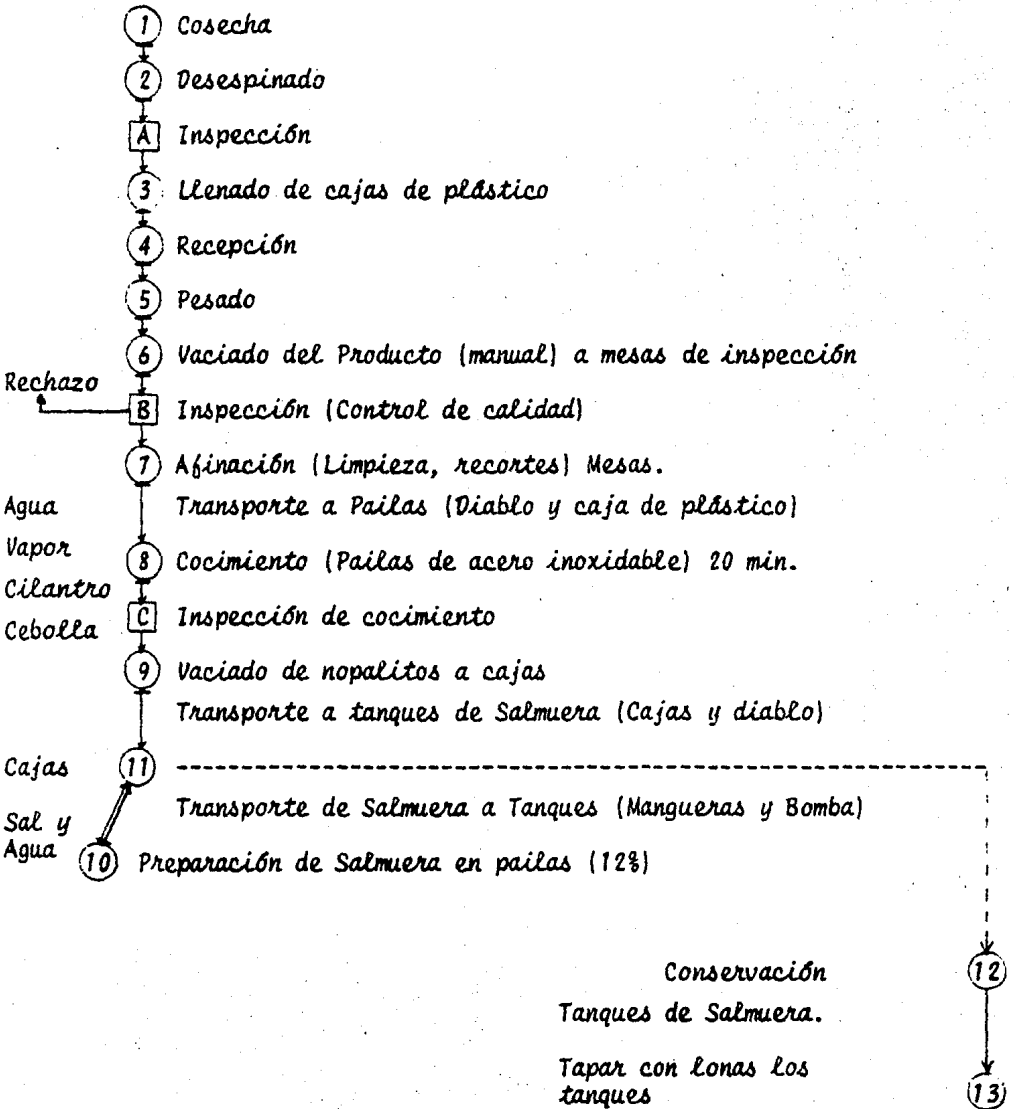 1 Cosecha
2 Desespinado
A Inspección
3 Llenado de cajas de plástico
4 Recepción
5 Pesado
6 Vaciado del Producto (manual) a mesas de inspección
Rechazo
B Inspección (Control de calidad)
7 Afinación (Limpieza, recortes) Mesas.
Agua Transporte a Pailas (Diablo y caja de plástico)
Vapor
8 Cocimiento (Pailas de acero inoxidable) 20 min.
Cilantro
Cebolla C Inspección de cocimiento
9 Vaciado de nopalitos a cajas
Transporte a tanques de Salmuera (Cajas y diablo)
Cajas 11
Transporte de Salmuera a Tanques (Mangueras y Bomba)
Sal y
Agua 10 Preparación de Salmuera en pailas (12%)
Conservación 12
Tanques de Salmuera.
Tapar con lonas los
tanques 13